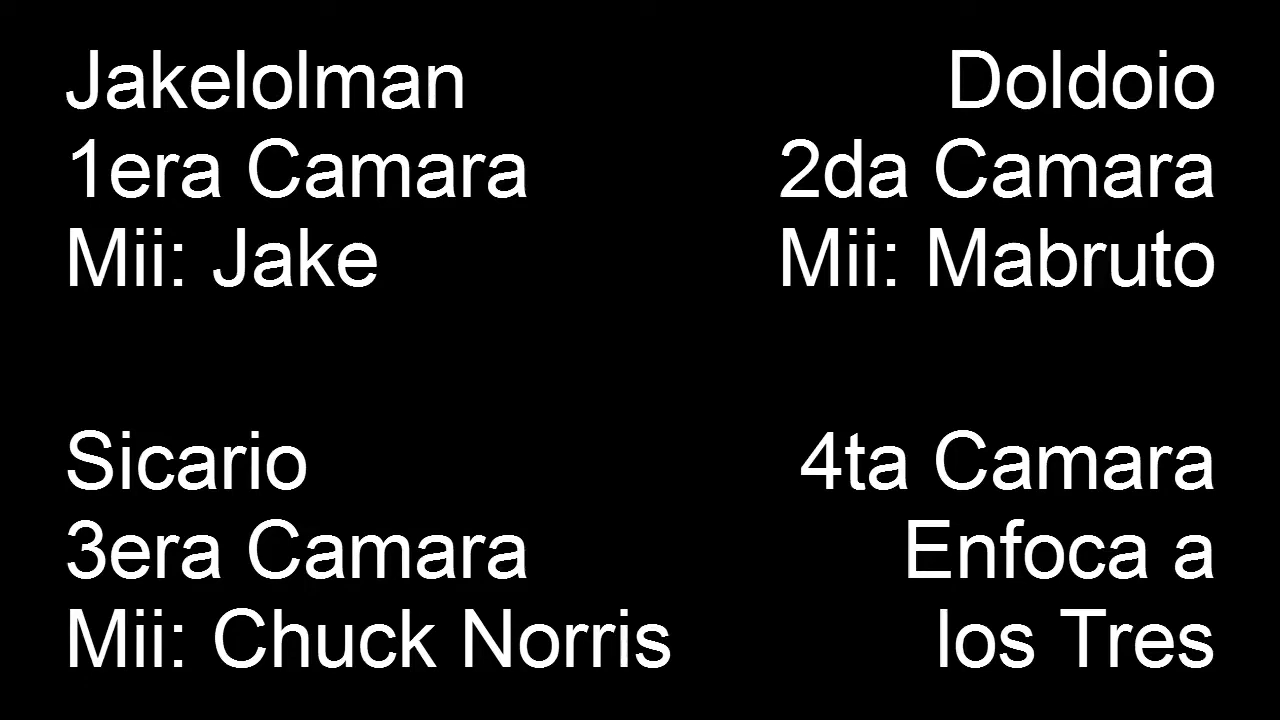 Jakelolman
1era Camara
Mii: Jake
Doldoio
2da Camara
Mii: Mabruto
Sicario
3era Camara
Mii: Chuck Norris
4ta Camara
Enfoca a
los Tres